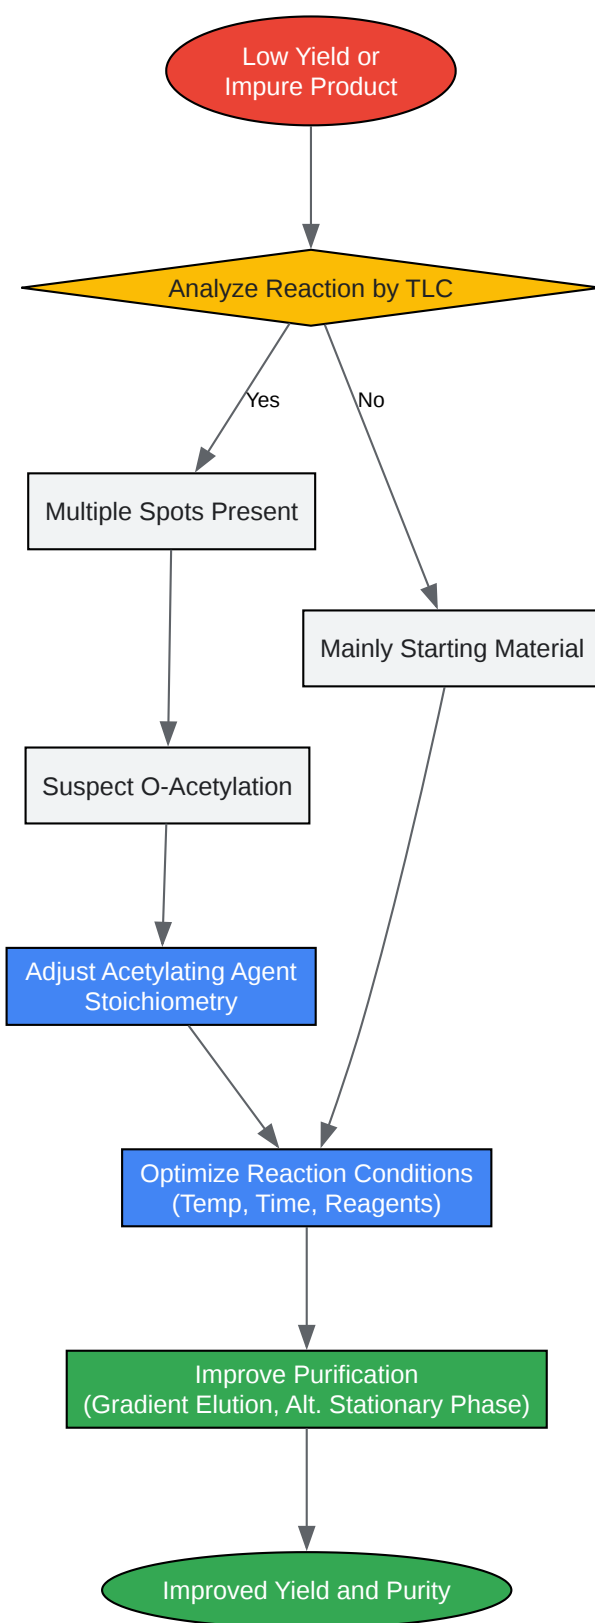 Low Yield or
Impure Product
Analyze Reaction by TLC
Yes
No
Multiple Spots Present
Mainly Starting Material
Suspect O-Acetylation
Adjust Acetylating Agent
Stoichiometry
Optimize Reaction Conditions
(Temp, Time, Reagents)
Improve Purification
(Gradient Elution, Alt. Stationary Phase)
Improved Yield and Purity